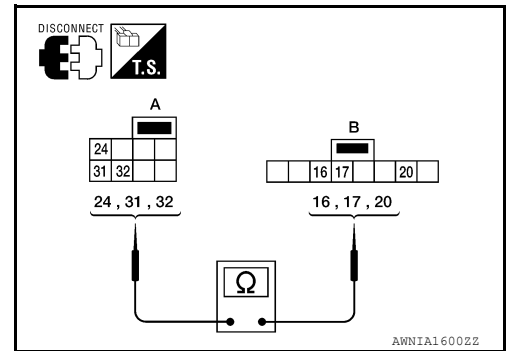 DISCONNECT
T.S.
A
B
24
31 32
16 17 20
24 , 31 , 32
16 , 17 , 20
Ω
AWNIA1600ZZ